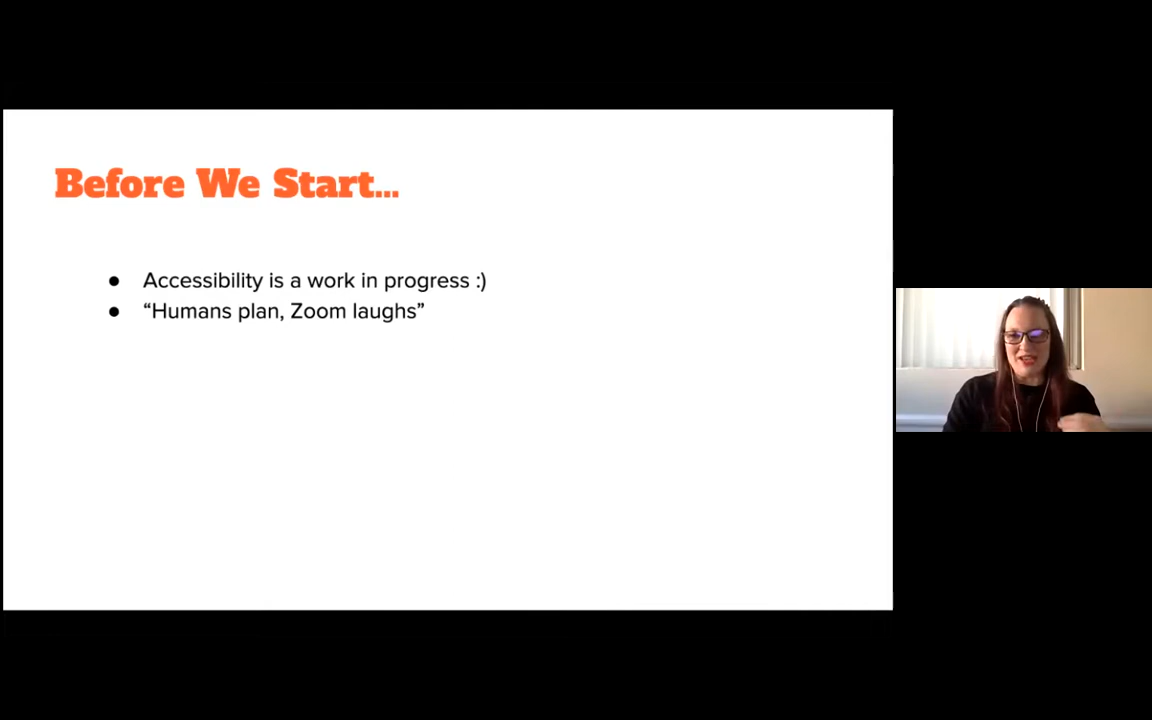 Before We Start...
● Accessibility is a work in progress :)
● “Humans plan, Zoom laughs”